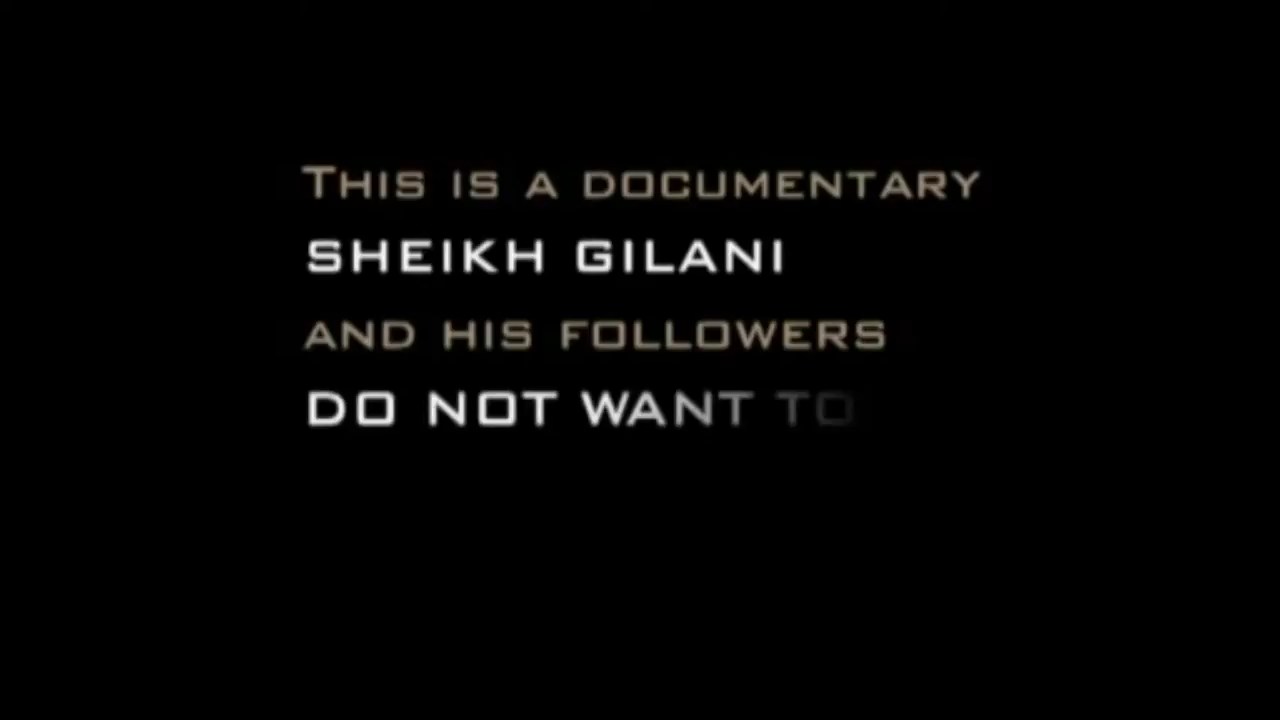 THIS IS A DOCUMENTARY
SHEIKH GILANI
AND HIS FOLLOWERS
DO NOT WANT TO